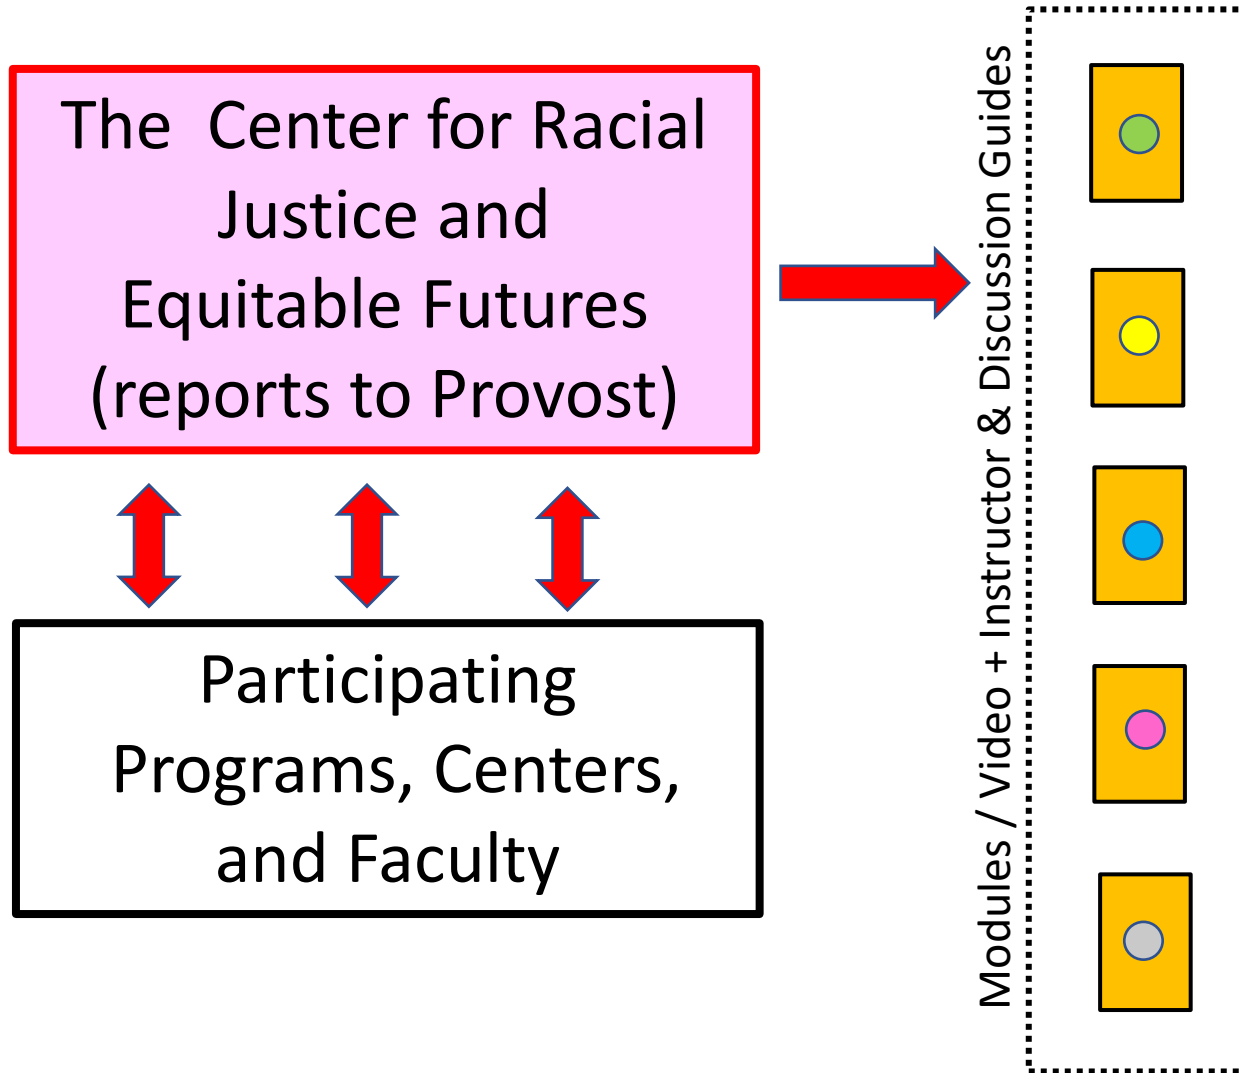 The  Center for Racial
Justice and
Equitable Futures
(reports to Provost)
Participating
Programs, Centers,
and Faculty
Modules / Video + Instructor & Discussion Guides